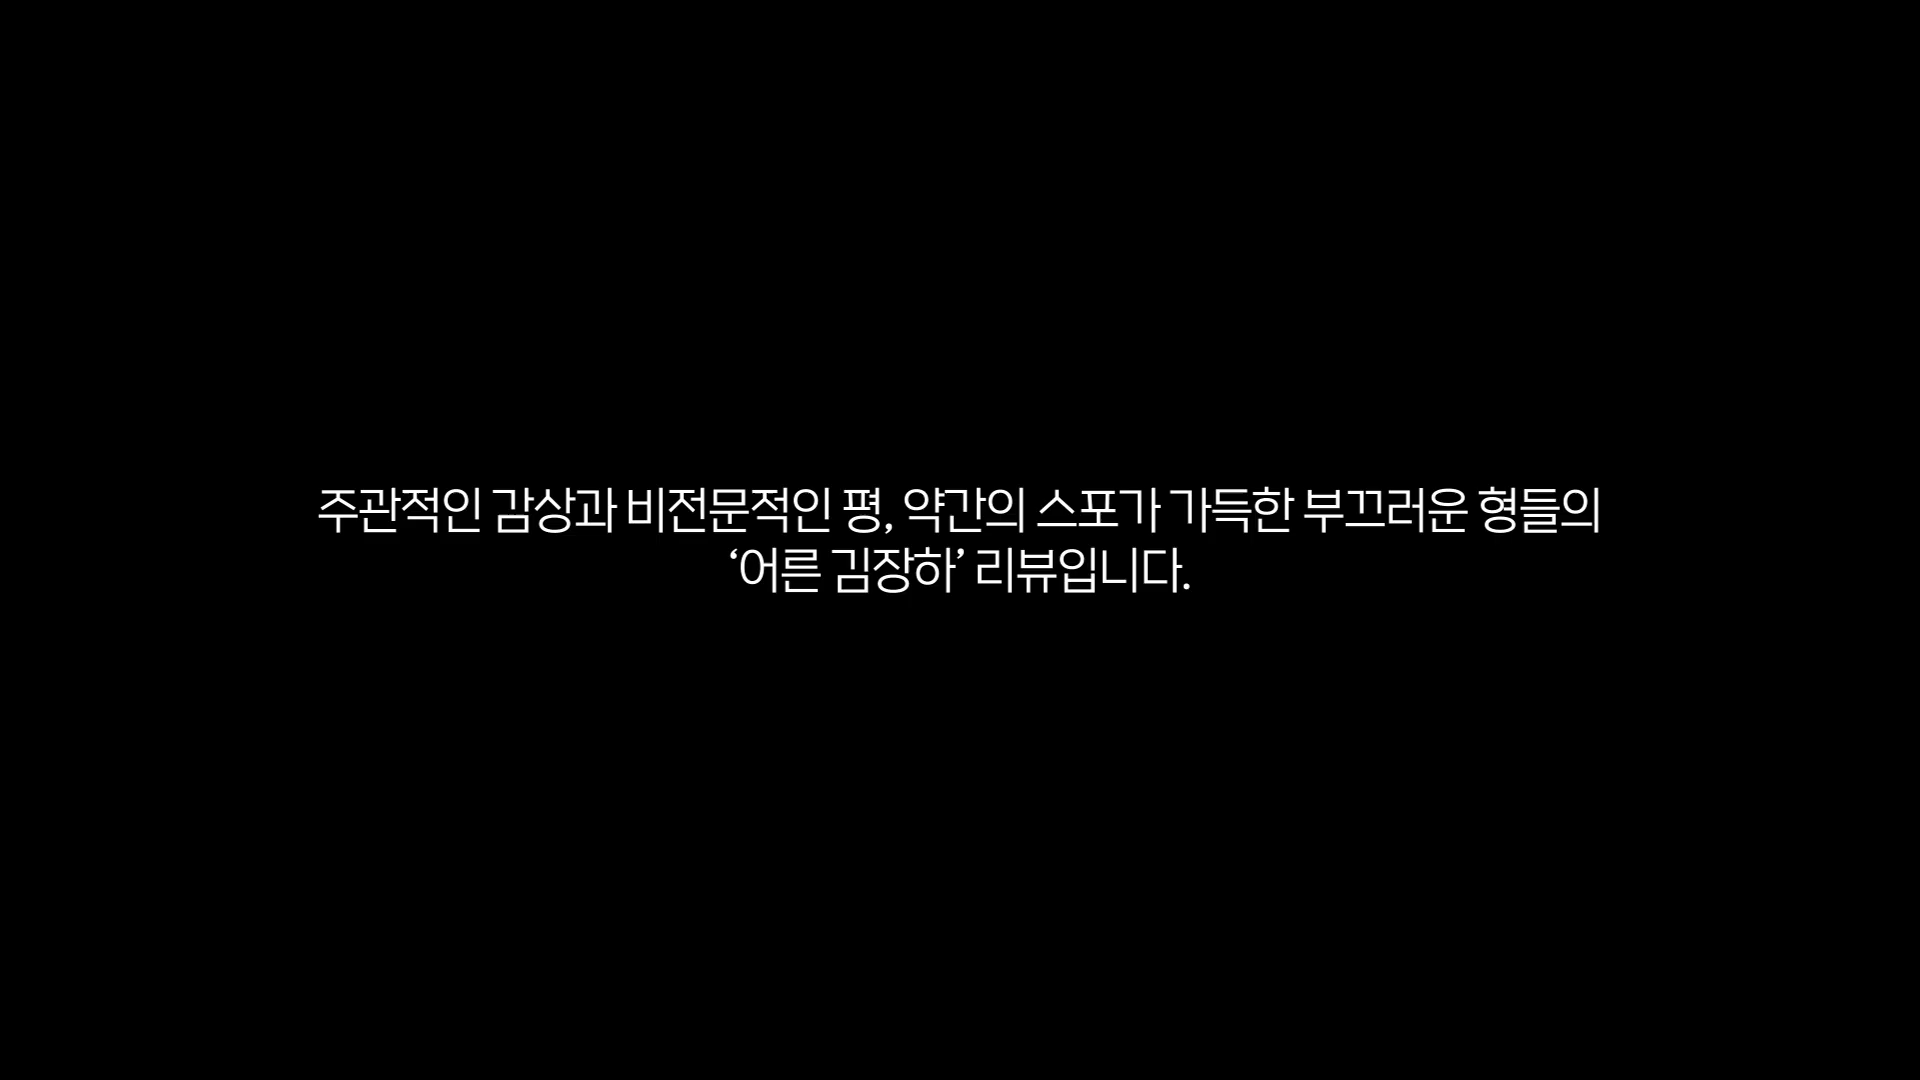 주관적인 감상과 비전문적인 평, 약간의 스포가 가득한 부끄러운 형들의
‘어른 김장하’ 리뷰입니다.